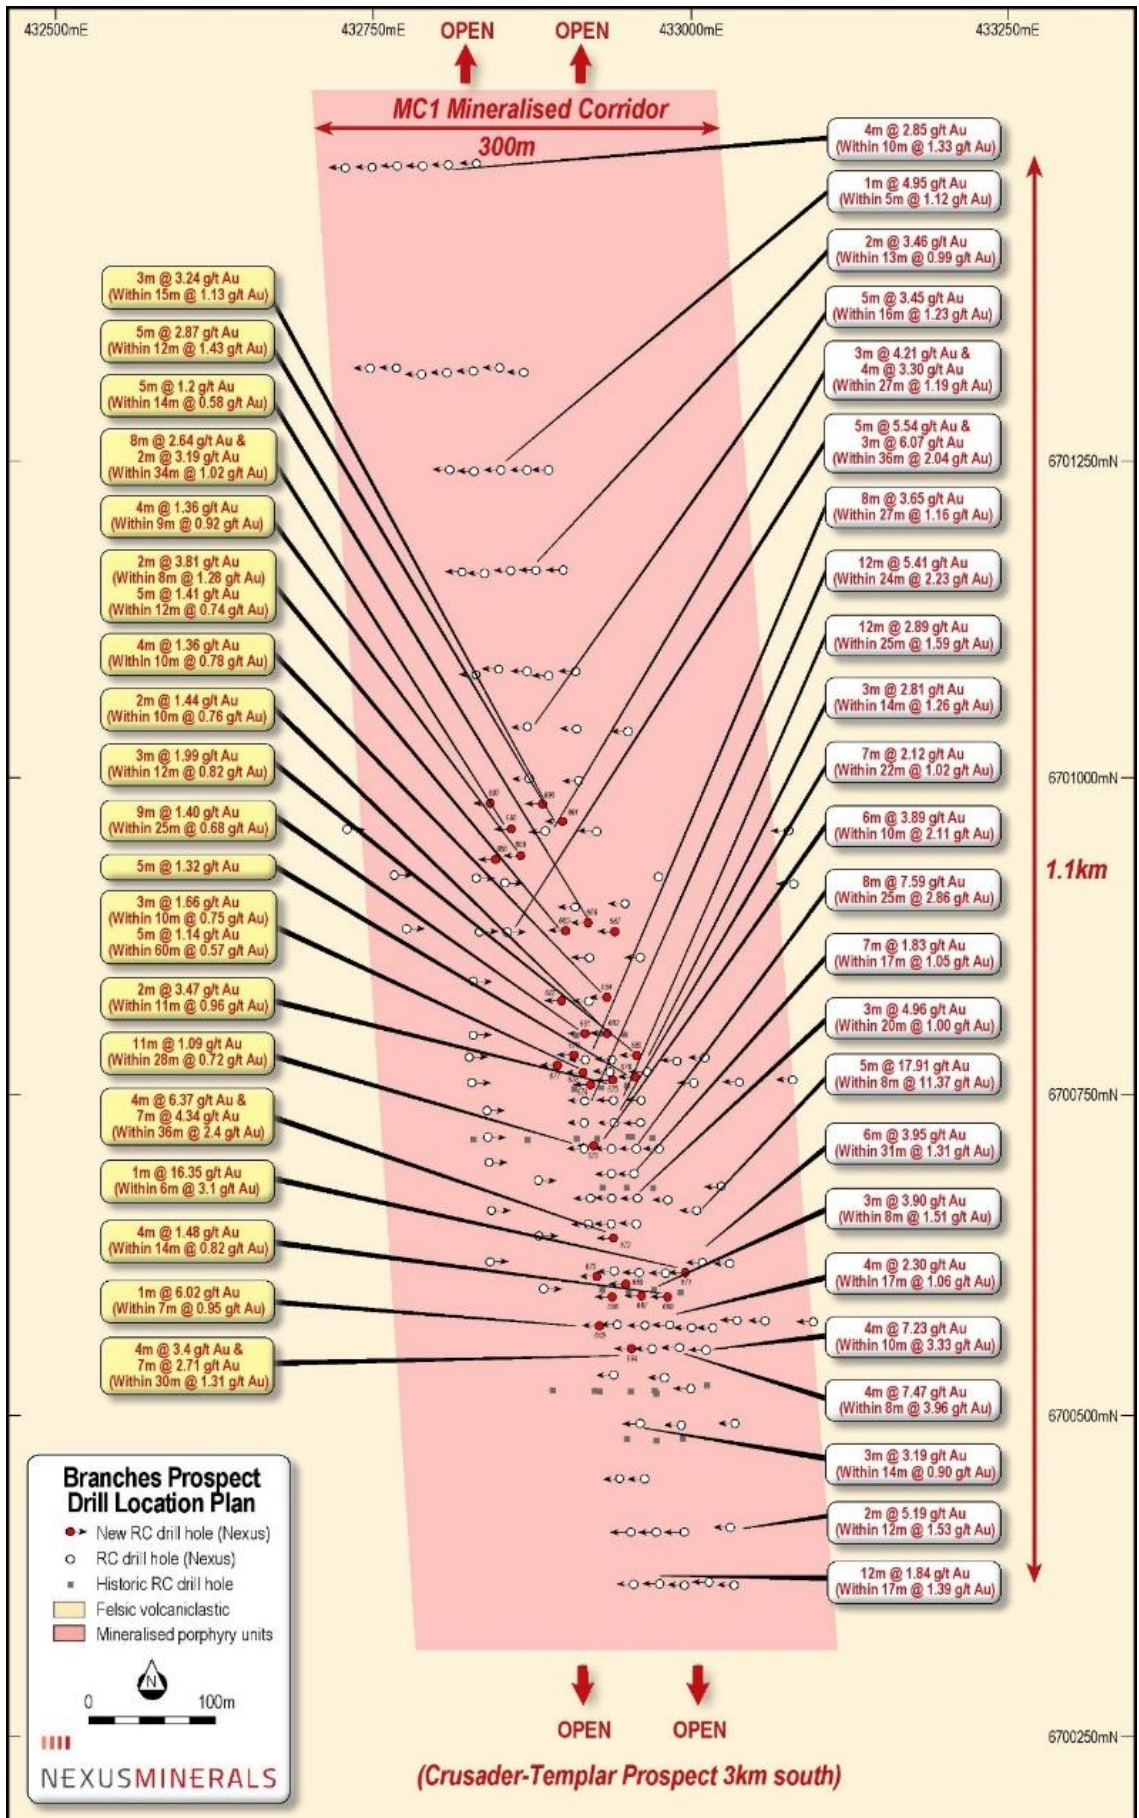 432500mE
432750mE
433000mE
433250mE
OPEN
OPEN
MC1 Mineralised Corridor
300m
3m @ 3.24 g/t Au
(Within 15m @ 1.13 g/t Au)
5m @ 2.87 g/t Au
(Within 12m @ 1.43 g/t Au)
5m @ 1.2 g/t Au
(Within 14m @ 0.58 g/t Au)
8m @ 2.64 g/t Au &
2m @ 3.19 g/t Au
(Within 34m @ 1.02 g/t Au)
4m @ 1.36 g/t Au
(Within 9m @ 0.92 g/t Au)
2m @ 3.81 g/t Au
(Within 8m @ 1.28 g/t Au)
5m @ 1.41 g/t Au
(Within 12m @ 0.74 g/t Au)
4m @ 1.36 g/t Au
(Within 10m @ 0.78 g/t Au)
2m @ 1.44 g/t Au
(Within 10m @ 0.76 g/t Au)
3m @ 1.99 g/t Au
(Within 12m @ 0.82 g/t Au)
9m @ 1.40 g/t Au
(Within 25m @ 0.68 g/t Au)
5m @ 1.32 g/t Au
3m @ 1.66 g/t Au
(Within 10m @ 0.75 g/t Au)
5m @ 1.14 g/t Au
(Within 60m @ 0.57 g/t Au)
2m @ 3.47 g/t Au
(Within 11m @ 0.96 g/t Au)
11m @ 1.09 g/t Au
(Within 28m @ 0.72 g/t Au)
4m @ 6.37 g/t Au &
7m @ 4.34 g/t Au
(Within 36m @ 2.4 g/t Au)
1m @ 16.35 g/t Au
(Within 6m @ 3.1 g/t Au)
4m @ 1.48 g/t Au
(Within 14m @ 0.82 g/t Au)
1m @ 6.02 g/t Au
(Within 7m @ 0.95 g/t Au)
4m @ 3.4 g/t Au &
7m @ 2.71 g/t Au
(Within 30m @ 1.31 g/t Au)
4m @ 2.85 g/t Au
(Within 10m @ 1.33 g/t Au)
1m @ 4.95 g/t Au
(Within 5m @ 1.12 g/t Au)
2m @ 3.46 g/t Au
(Within 13m @ 0.99 g/t Au)
5m @ 3.45 g/t Au
(Within 16m @ 1.23 g/t Au)
3m @ 4.21 g/t Au &
4m @ 3.30 g/t Au
(Within 27m @ 1.19 g/t Au)
5m @ 5.54 g/t Au &
3m @ 6.07 g/t Au
(Within 36m @ 2.04 g/t Au)
8m @ 3.65 g/t Au
(Within 27m @ 1.16 g/t Au)
12m @ 5.41 g/t Au
(Within 24m @ 2.23 g/t Au)
12m @ 2.89 g/t Au
(Within 25m @ 1.59 g/t Au)
3m @ 2.81 g/t Au
(Within 14m @ 1.26 g/t Au)
7m @ 2.12 g/t Au
(Within 22m @ 1.02 g/t Au)
6m @ 3.89 g/t Au
(Within 10m @ 2.11 g/t Au)
8m @ 7.59 g/t Au
(Within 25m @ 2.86 g/t Au)
7m @ 1.83 g/t Au
(Within 17m @ 1.05 g/t Au)
3m @ 4.96 g/t Au
(Within 20m @ 1.00 g/t Au)
5m @ 17.91 g/t Au
(Within 8m @ 11.37 g/t Au)
6m @ 3.95 g/t Au
(Within 31m @ 1.31 g/t Au)
3m @ 3.90 g/t Au
(Within 8m @ 1.51 g/t Au)
4m @ 2.30 g/t Au
(Within 17m @ 1.06 g/t Au)
4m @ 7.23 g/t Au
(Within 10m @ 3.33 g/t Au)
4m @ 7.47 g/t Au
(Within 8m @ 3.96 g/t Au)
3m @ 3.19 g/t Au
(Within 14m @ 0.90 g/t Au)
2m @ 5.19 g/t Au
(Within 12m @ 1.53 g/t Au)
12m @ 1.84 g/t Au
(Within 17m @ 1.39 g/t Au)
1.1km
6701250mN
6701000mN
6700750mN
6700500mN
6700250mN
Branches Prospect
Drill Location Plan
New RC drill hole (Nexus)
RC drill hole (Nexus)
Historic RC drill hole
Felsic volcaniclastic
Mineralised porphyry units
N
0 100m
NEXUSMINERALS
OPEN
OPEN
(Crusader-Templar Prospect 3km south)